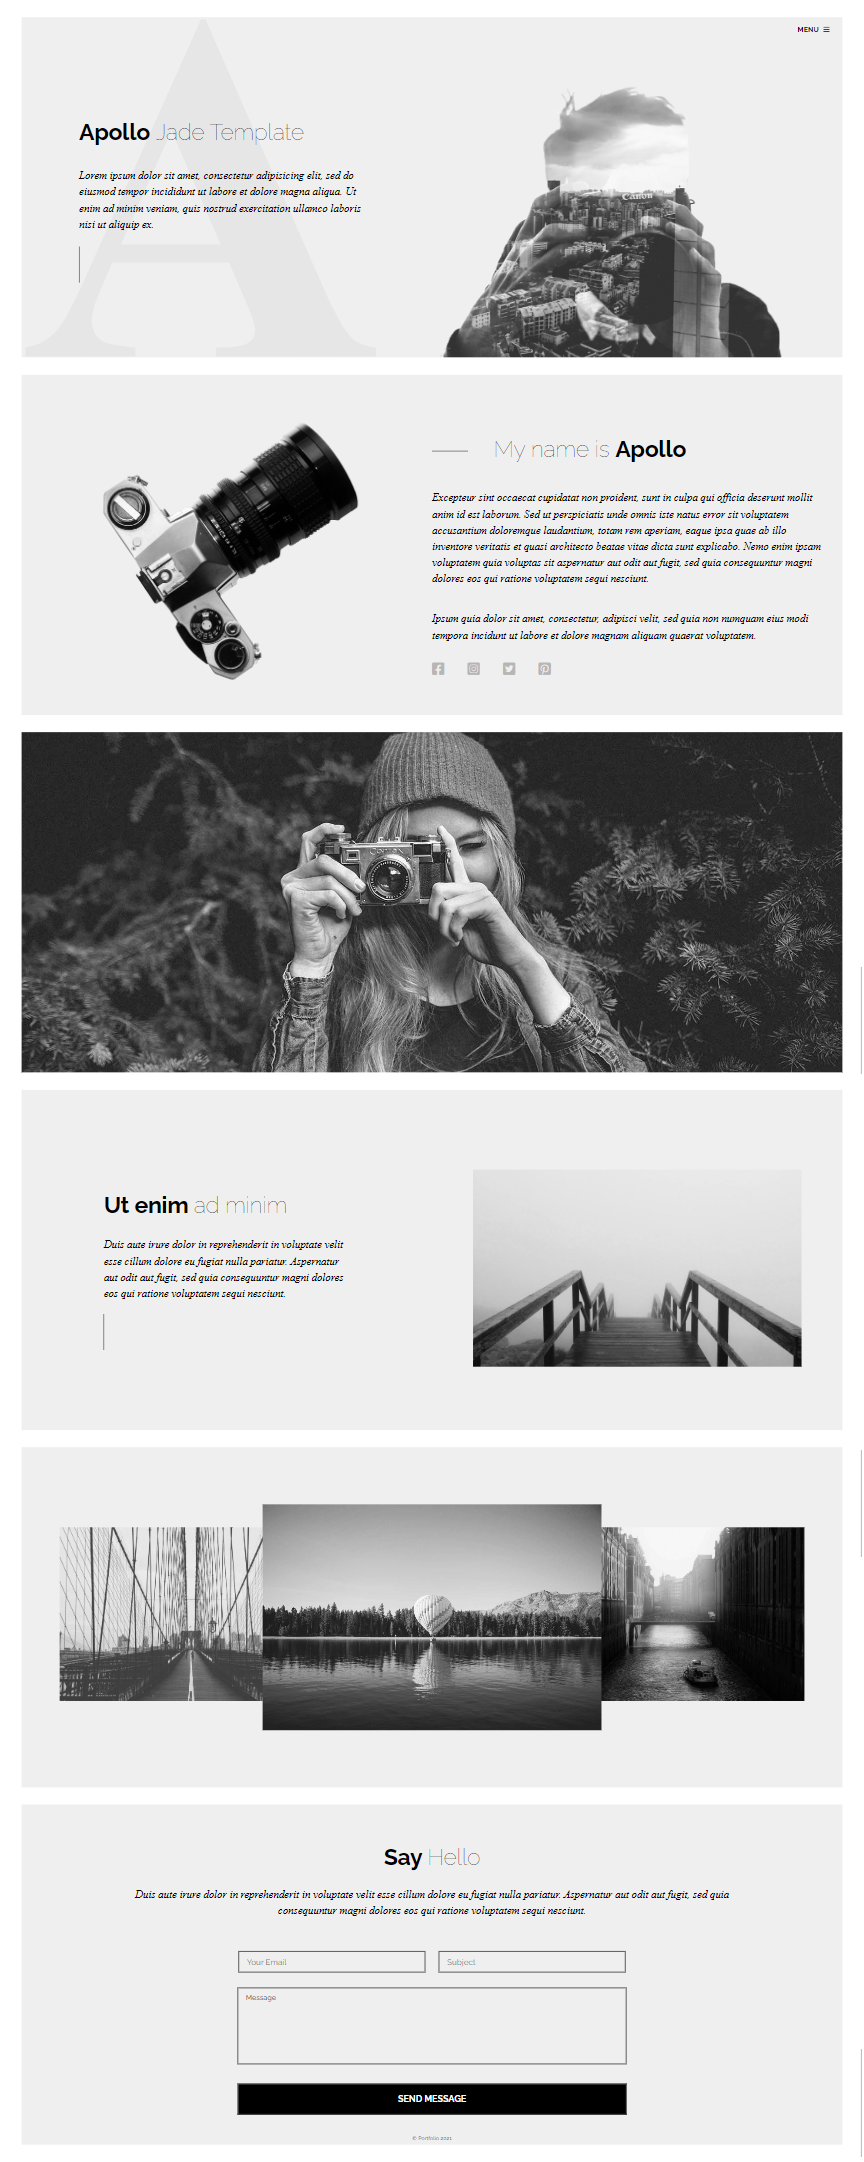 MENU
A
Apollo Jade Template
Lorem ipsum dolor sit amet, consectetur adipisicing elit, sed do
eiusmod tempor incididunt ut labore et dolore magna aliqua. Ut
enim ad minim veniam, quis nostrud exercitation ullamco laboris
nisi ut aliquip ex.
Canon
My name is Apollo
Excepteur sint occaecat cupidatat non proident, sunt in culpa qui officia deserunt mollit
anim id est laborum. Sed ut perspiciatis unde omnis iste natus error sit voluptatem
accusantium doloremque laudantium, totam rem aperiam, eaque ipsa quae ab illo
inventore veritatis et quasi architecto beatae vitae dicta sunt explicabo. Nemo enim ipsam
voluptatem quia voluptas sit aspernatur aut odit aut fugit, sed quia consequuntur magni
dolores eos qui ratione voluptatem sequi nesciunt.
Ipsum quia dolor sit amet, consectetur, adipisci velit, sed quia non numquam eius modi
tempora incidunt ut labore et dolore magnam aliquam quaerat voluptatem.
Ut enim ad minim
Duis aute irure dolor in reprehenderit in voluptate velit
esse cillum dolore eu fugiat nulla pariatur. Aspernatur
aut odit aut fugit, sed quia consequuntur magni dolores
eos qui ratione voluptatem sequi nesciunt.
Say Hello
Duis aute irure dolor in reprehenderit in voluptate velit esse cillum dolore eu fugiat nulla pariatur. Aspernatur aut odit aut fugit, sed quia
consequuntur magni dolores eos qui ratione voluptatem sequi nesciunt.
Your Email
Subject
Message
SEND MESSAGE
© Portfolio 2021